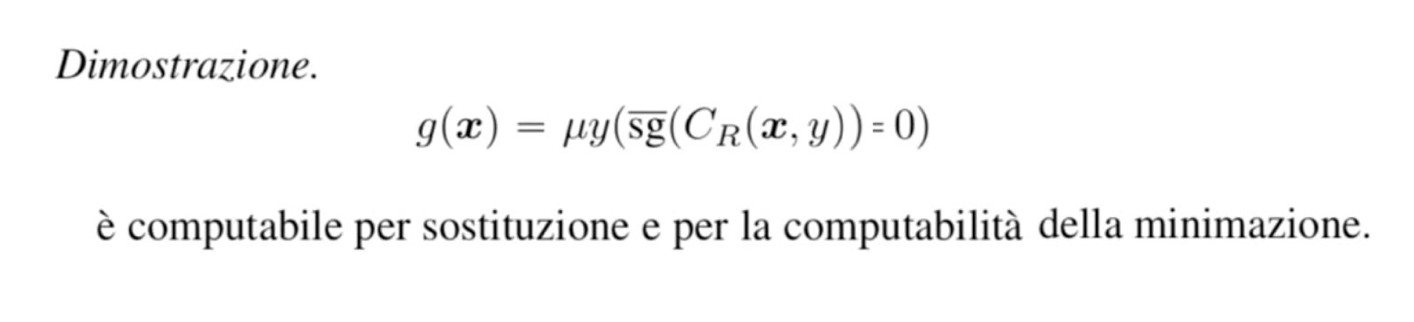 Dimostrazione.
g(𝒙) = μy(s̅g̅(C_R(𝒙, y)) = 0)
è computabile per sostituzione e per la computabilità della minimazione.